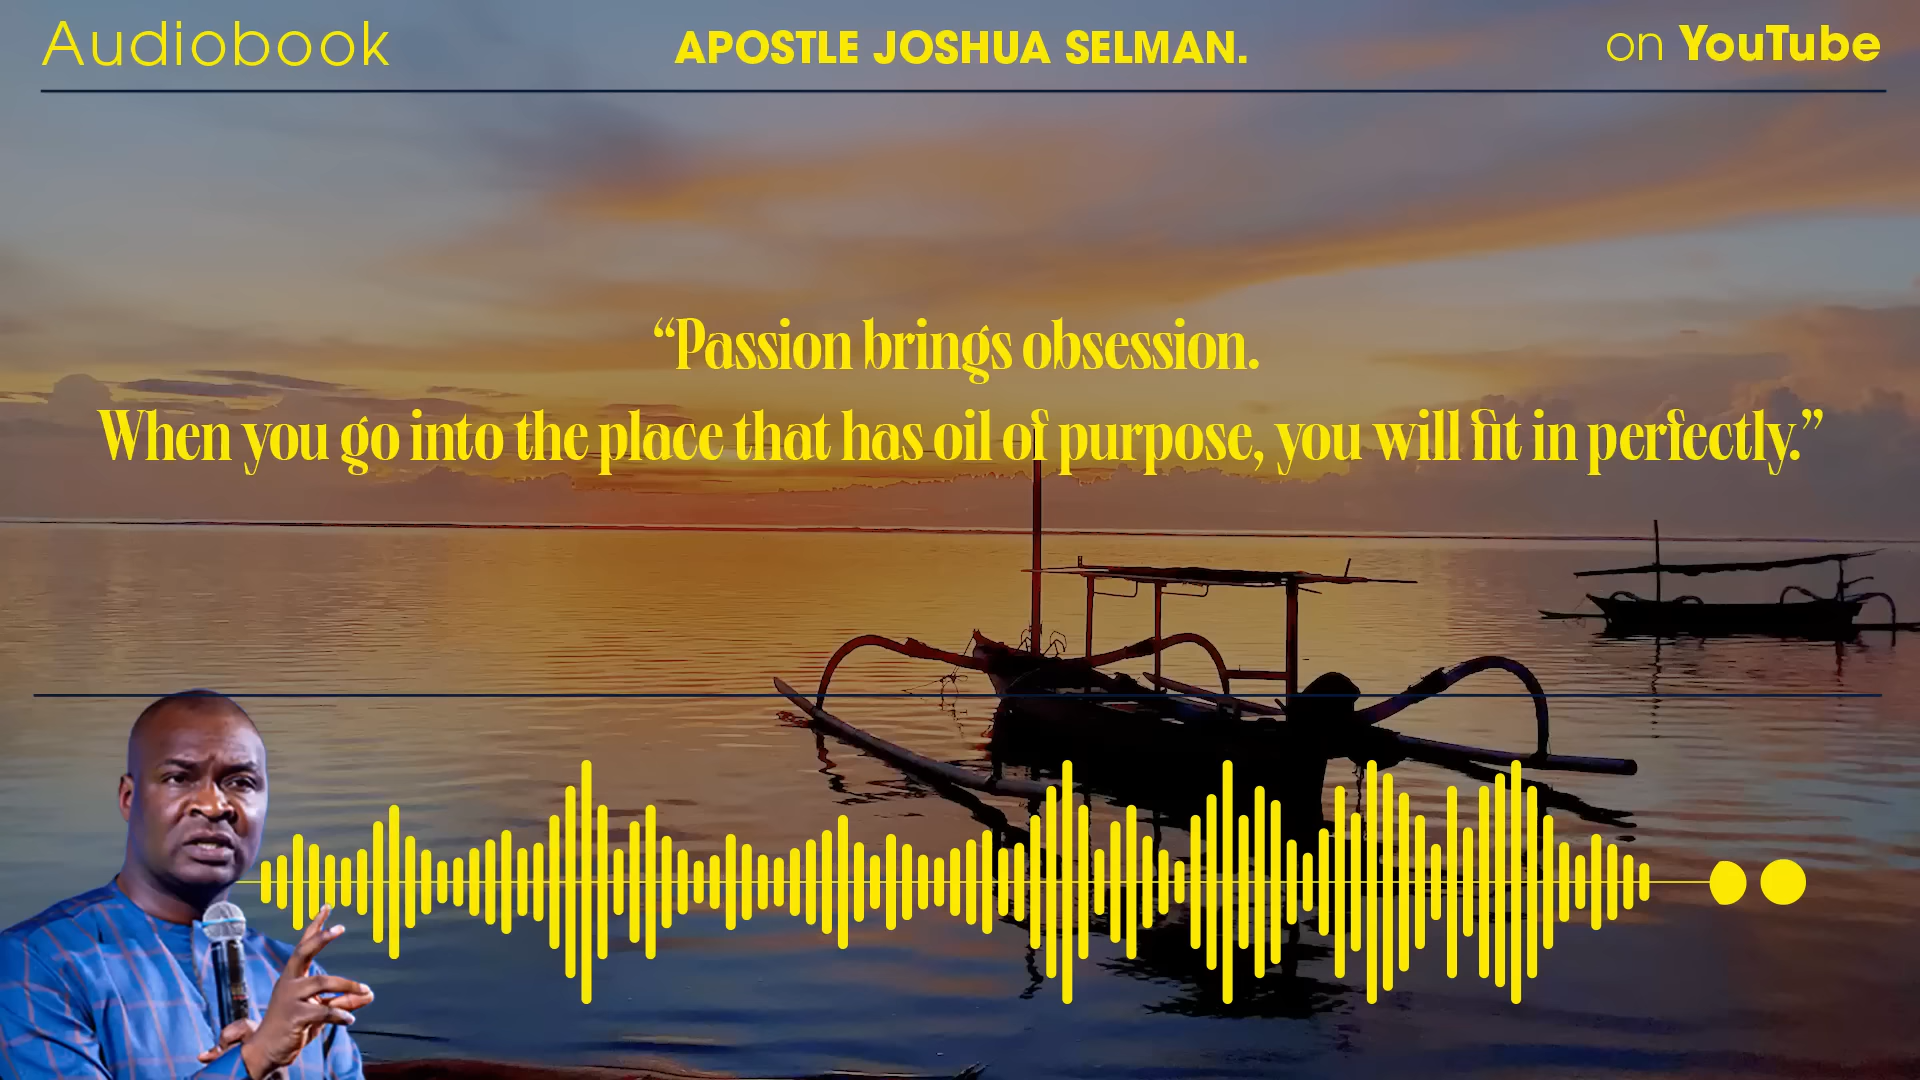 Audiobook
APOSTLE JOSHUA SELMAN.
on YouTube
“Passion brings obsession.
When you go into the place that has oil of purpose, you will fit in perfectly.”